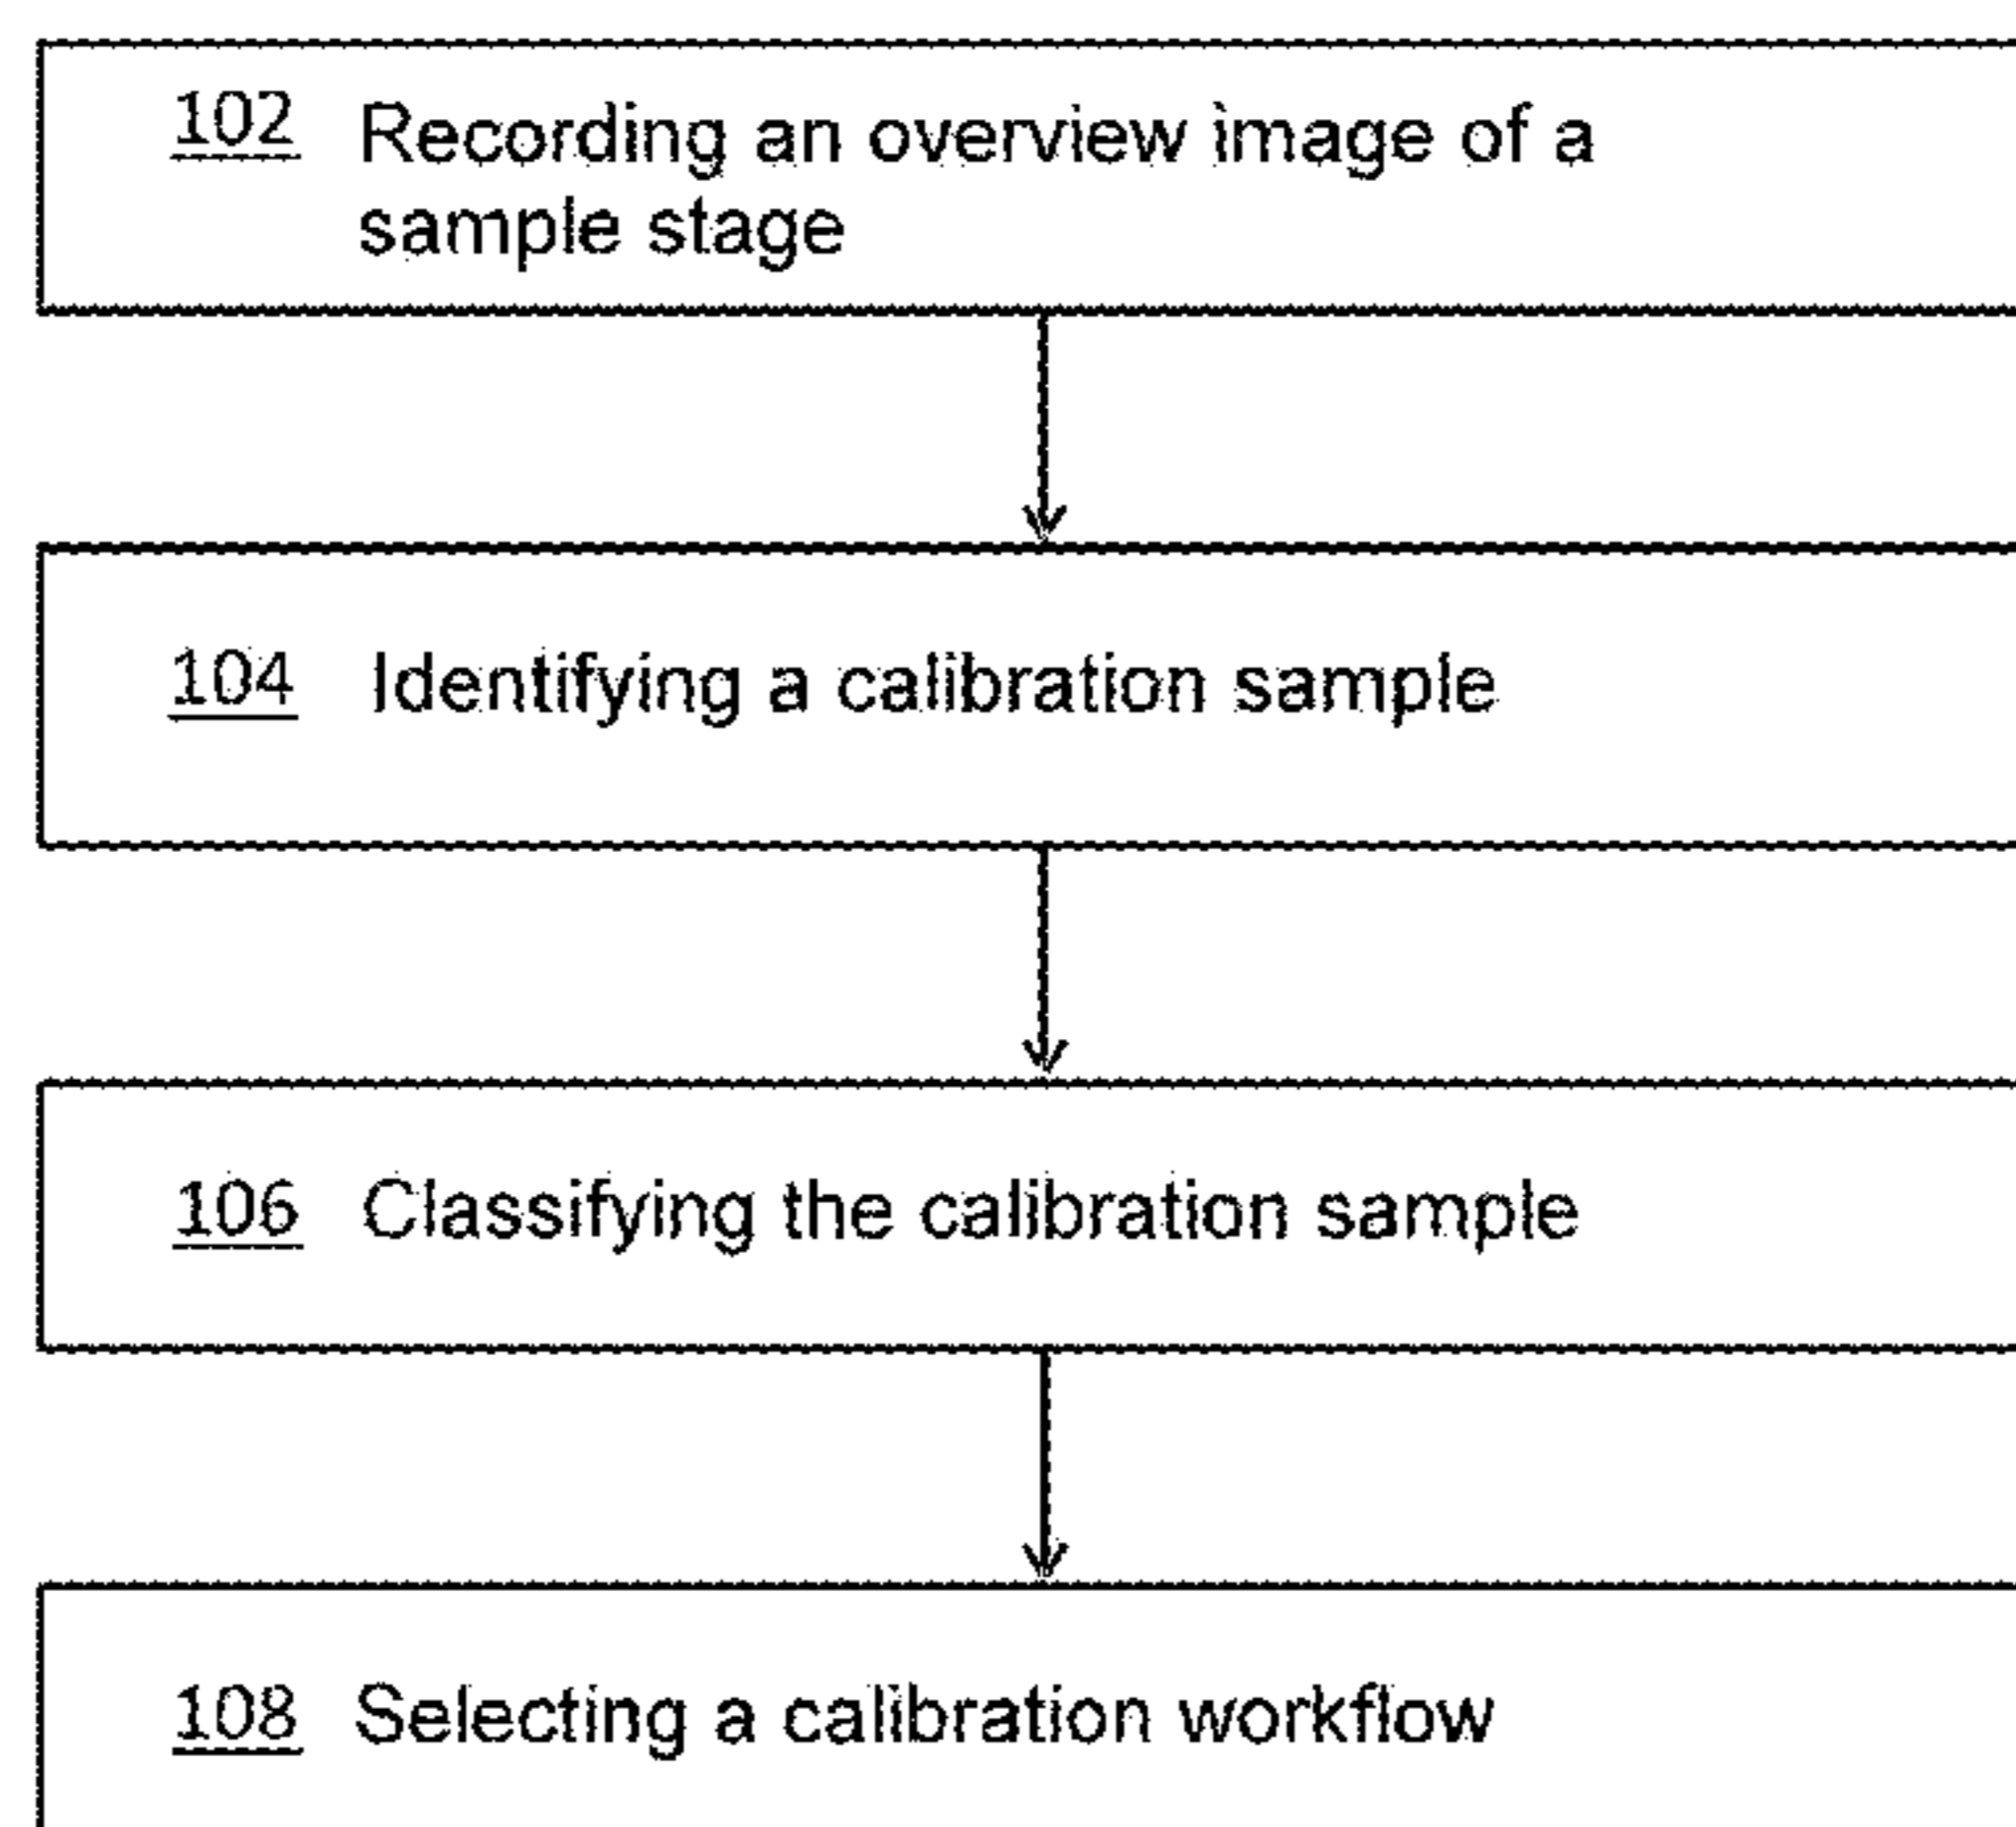 102 Recording an overview image of a
sample stage
104 Identifying a calibration sample
106 Classifying the calibration sample
108 Selecting a calibration workflow